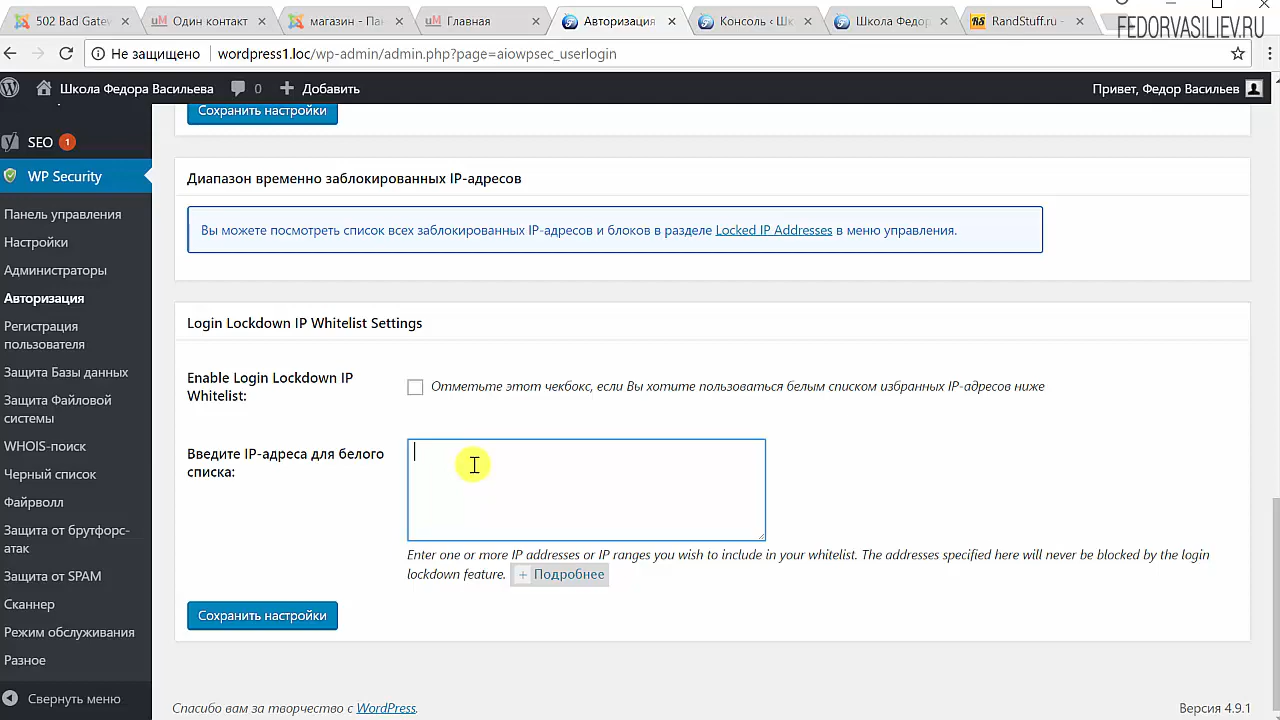 502 Bad Gatew
Один контакт
магазин - Пан
Главная
Авторизация
Консоль ‹ Шк
Школа Федор
RandStuff.ru -
FEDORVASILIEV.RU
Не защищено
wordpress1.loc/wp-admin/admin.php?page=aiowpsec_userlogin
Школа Федора Васильева 0 Добавить
Привет, Федор Васильев
SEO 1
WP Security
Панель управления
Настройки
Администраторы
Авторизация
Регистрация
пользователя
Защита Базы данных
Защита Файловой
системы
WHOIS-поиск
Черный список
Файрволл
Защита от брутфорс-
атак
Защита от SPAM
Сканнер
Режим обслуживания
Разное
Свернуть меню
Сохранить настройки
Диапазон временно заблокированных IP-адресов
Вы можете посмотреть список всех заблокированных IP-адресов и блоков в разделе Locked IP Addresses в меню управления.
Login Lockdown IP Whitelist Settings
Enable Login Lockdown IP
Whitelist:
Отметьте этот чекбокс, если Вы хотите пользоваться белым списком избранных IP-адресов ниже
Введите IP-адреса для белого
списка:
Enter one or more IP addresses or IP ranges you wish to include in your whitelist. The addresses specified here will never be blocked by the login
lockdown feature. + Подробнее
Сохранить настройки
Спасибо вам за творчество с WordPress.
Версия 4.9.1